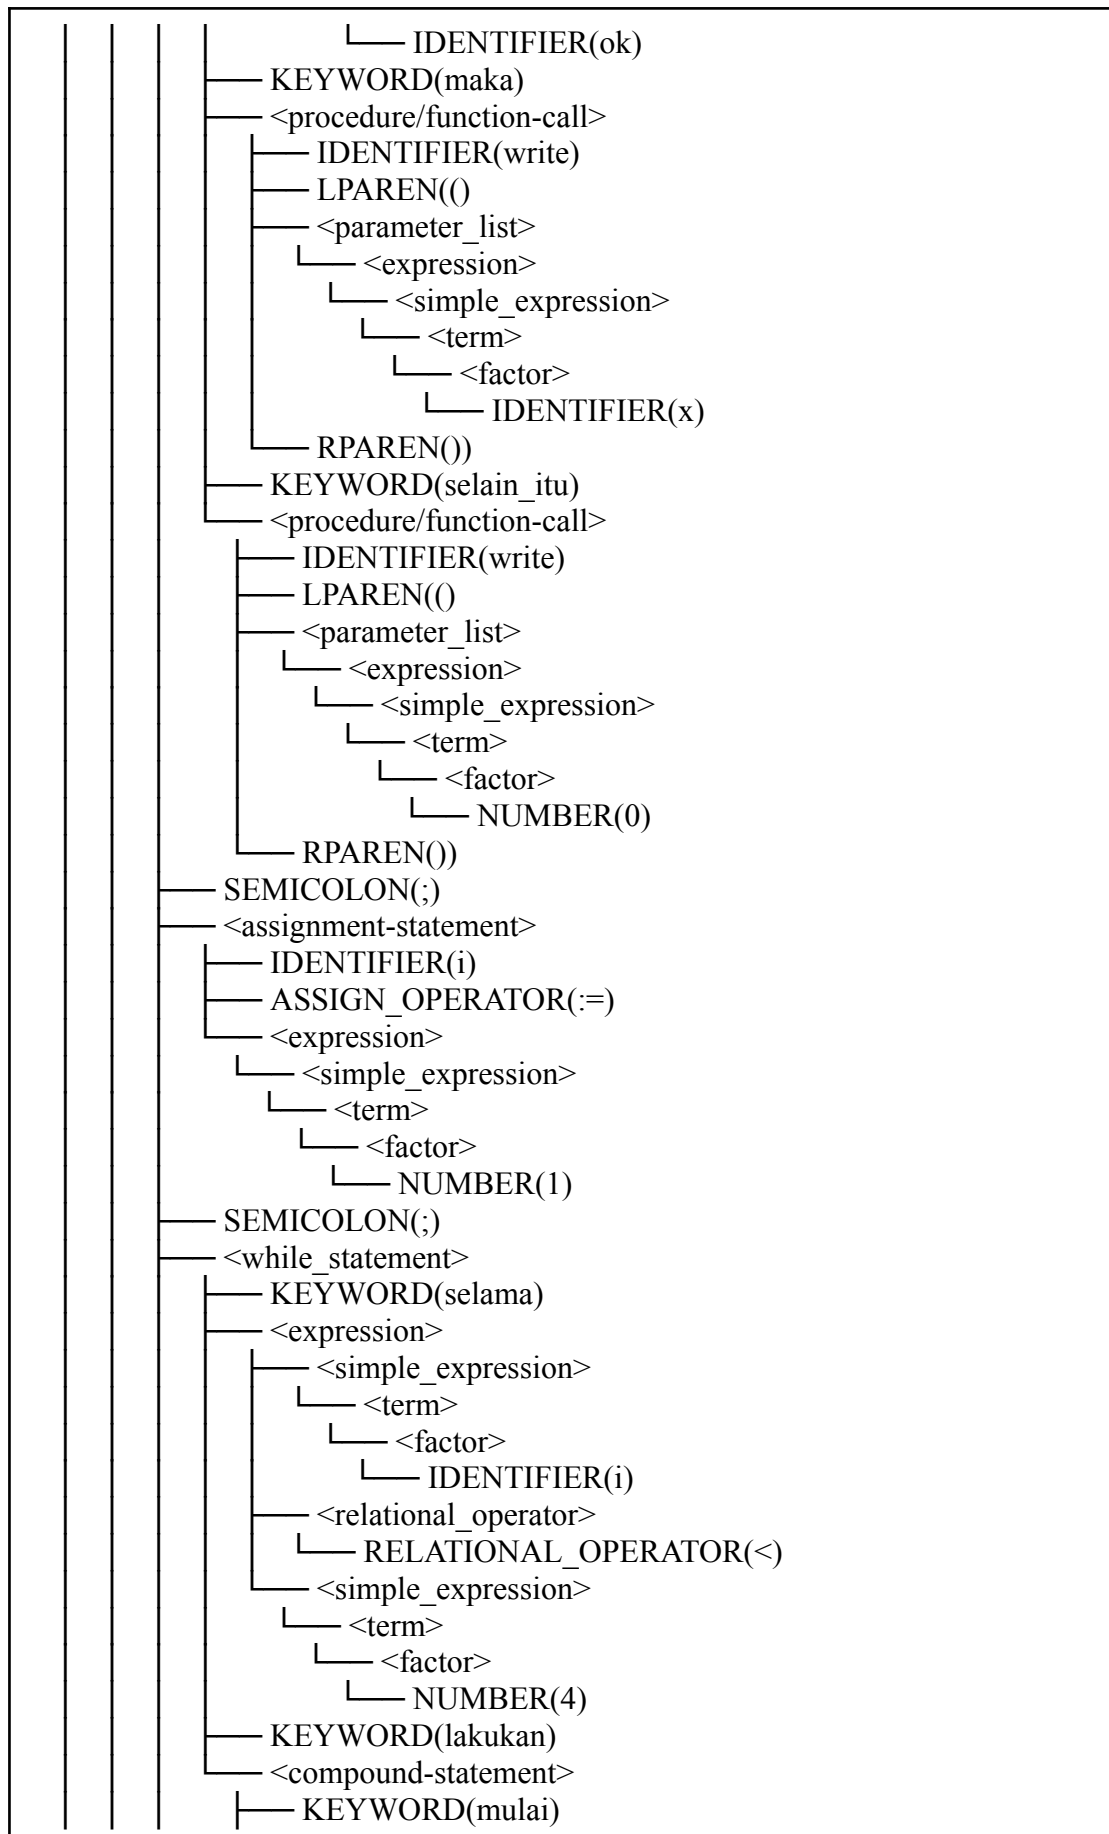 IDENTIFIER(ok)
KEYWORD(maka)
<procedure/function-call>
IDENTIFIER(write)
LPAREN(()
<parameter_list>
<expression>
<simple_expression>
<term>
<factor>
IDENTIFIER(x)
RPAREN())
KEYWORD(selain_itu)
<procedure/function-call>
IDENTIFIER(write)
LPAREN(()
<parameter_list>
<expression>
<simple_expression>
<term>
<factor>
NUMBER(0)
RPAREN())
SEMICOLON(;)
<assignment-statement>
IDENTIFIER(i)
ASSIGN_OPERATOR(:=)
<expression>
<simple_expression>
<term>
<factor>
NUMBER(1)
SEMICOLON(;)
<while_statement>
KEYWORD(selama)
<expression>
<simple_expression>
<term>
<factor>
IDENTIFIER(i)
<relational_operator>
RELATIONAL_OPERATOR(<)
<simple_expression>
<term>
<factor>
NUMBER(4)
KEYWORD(lakukan)
<compound-statement>
KEYWORD(mulai)